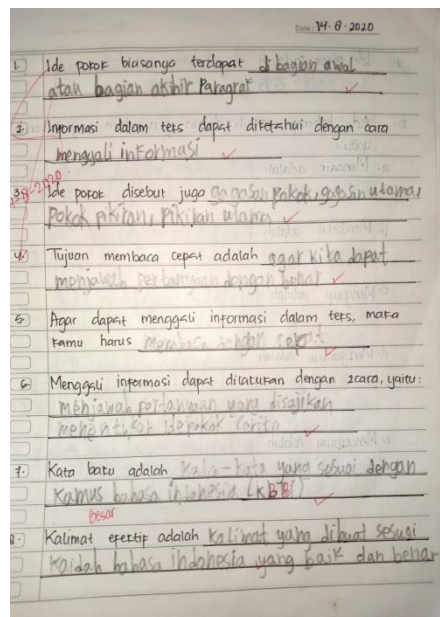 Date: 14-8-2020
1. Ide pokok biasanya terdapat di bagian awal
atau bagian akhir Paragraf
2. Informasi dalam teks dapat diketahui dengan cara
menggali informasi
3. Ide pokok disebut juga gagasan pokok, gagasan utama,
Pokok pikiran, Pikiran utama
4. Tujuan membaca cepat adalah agar kita dapat
menjawab pertanyaan dengan benar
5. Agar dapat menggali informasi dalam teks, maka
kamu harus membaca dengan cepat
6. Menggali informasi dapat dilakukan dengan 2 cara, yaitu:
menjawab pertanyaan yang disajikan
cerita
7. Kata baku adalah kata-kata yang sesuai dengan
Kamus bahasa indonesia (KBBI)
besar
8. Kalimat efektif adalah kalimat yang dibuat sesuai
kaidah bahasa indonesia yang baik dan benar
8-2020